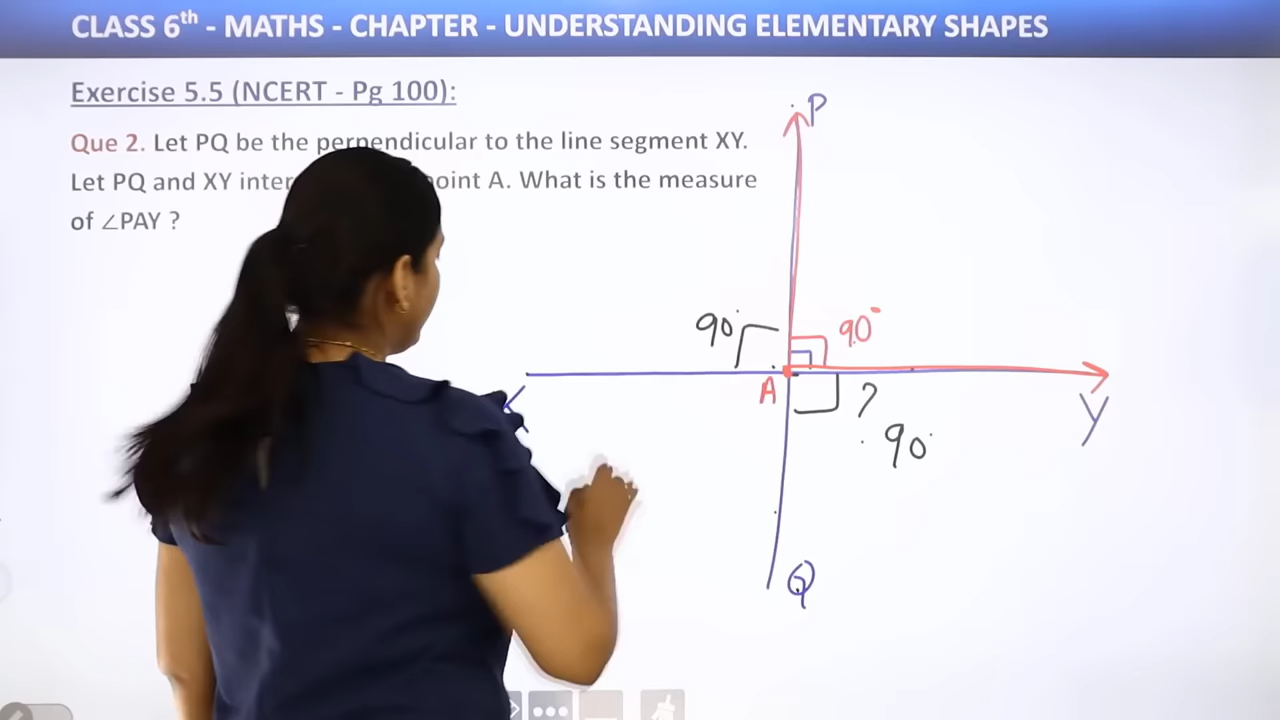 CLASS 6th - MATHS - CHAPTER - UNDERSTANDING ELEMENTARY SHAPES
Exercise 5.5 (NCERT - Pg 100):
Que 2. Let PQ be the perpendicular to the line segment XY.
Let PQ and XY oint A. What is the measure
of ∠PAY ?
P
90°
90°
A
?
Y
90°
Q